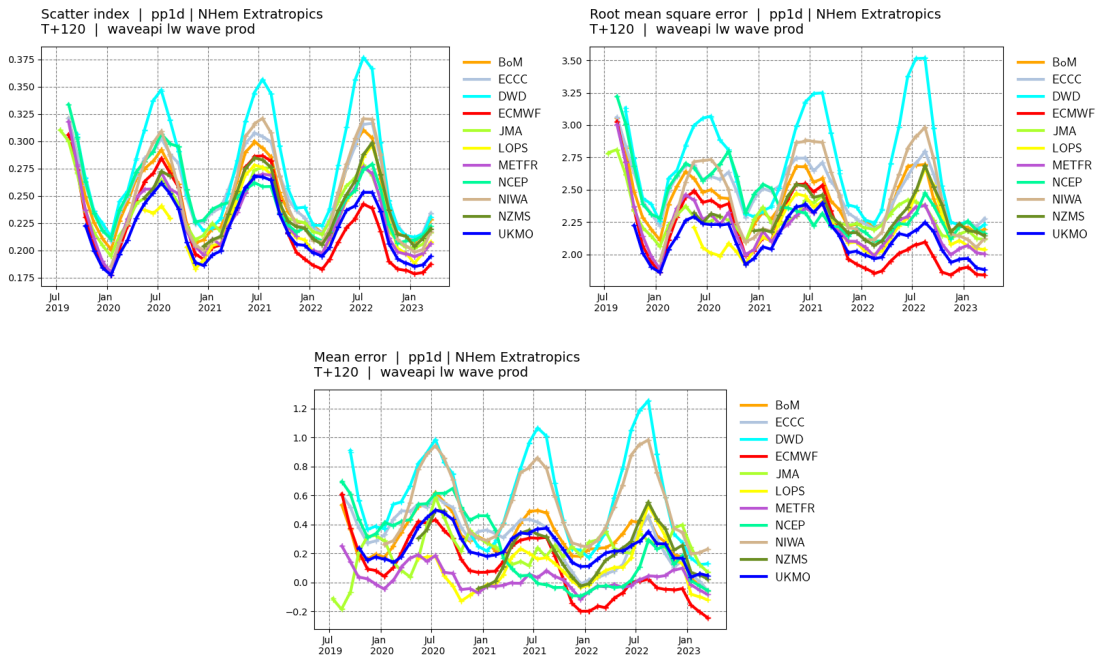 Scatter index | pp1d | NHem Extratropics
T+120 | waveapi lw wave prod
0.375
0.350
0.325
0.300
0.275
0.250
0.225
0.200
0.175
Jul Jan Jul Jan Jul Jan Jul Jan
2019 2020 2020 2021 2021 2022 2022 2023
BoM
ECCC
DWD
ECMWF
JMA
LOPS
METFR
NCEP
NIWA
NZMS
UKMO
Root mean square error | pp1d | NHem Extratropics
T+120 | waveapi lw wave prod
3.50
3.25
3.00
2.75
2.50
2.25
2.00
Jul Jan Jul Jan Jul Jan Jul Jan
2019 2020 2020 2021 2021 2022 2022 2023
BoM
ECCC
DWD
ECMWF
JMA
LOPS
METFR
NCEP
NIWA
NZMS
UKMO
Mean error | pp1d | NHem Extratropics
T+120 | waveapi lw wave prod
1.2
1.0
0.8
0.6
0.4
0.2
0.0
−0.2
Jul Jan Jul Jan Jul Jan Jul Jan
2019 2020 2020 2021 2021 2022 2022 2023
BoM
ECCC
DWD
ECMWF
JMA
LOPS
METFR
NCEP
NIWA
NZMS
UKMO